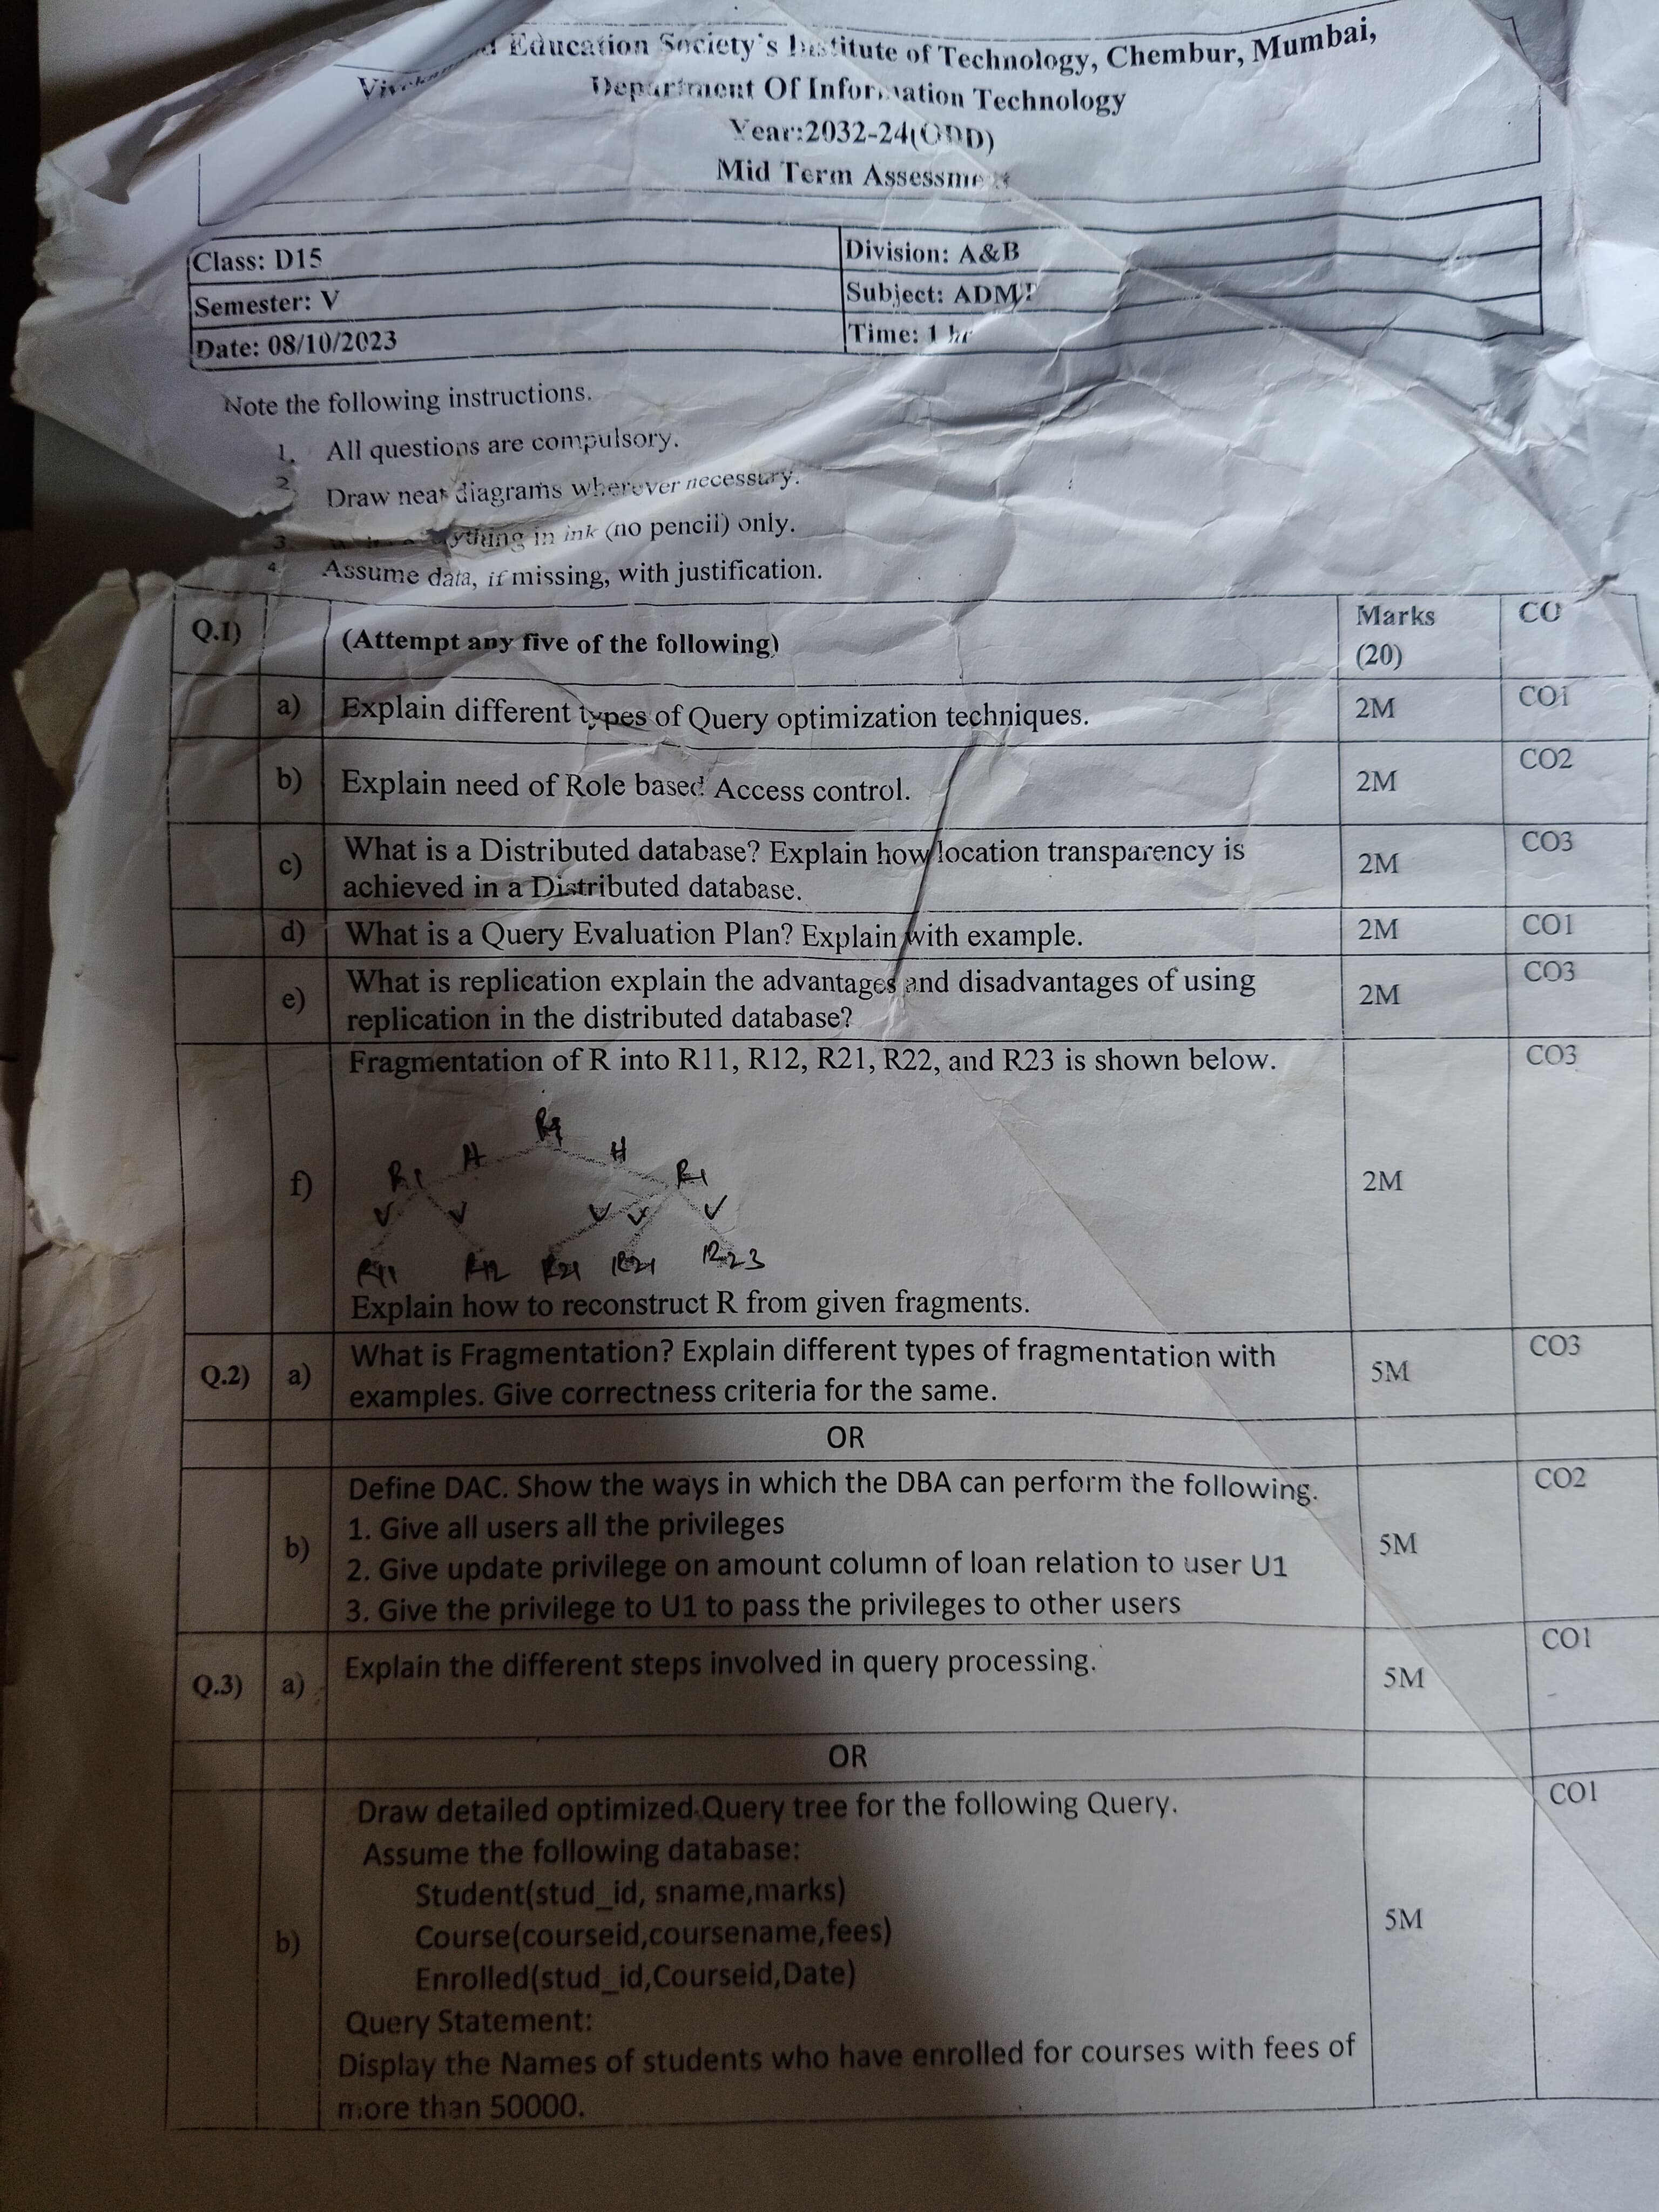 Education Society's Institute of Technology, Chembur, Mumbai,
Department Of Information Technology
Year:2032-24(ODD)
Mid Term Assessment
Class: D15 Division: A&B
Semester: V Subject: ADMT
Date: 08/10/2023 Time: 1 hr
Note the following instructions.
1. All questions are compulsory.
2. Draw neat diagrams wherever necessary.
3. in ink (no pencil) only.
4. Assume data, if missing, with justification.
Q.1) (Attempt any five of the following) Marks (20) CO
a) Explain different types of Query optimization techniques. 2M CO1
b) Explain need of Role based Access control. 2M CO2
c) What is a Distributed database? Explain how location transparency is
achieved in a Distributed database. 2M CO3
d) What is a Query Evaluation Plan? Explain with example. 2M CO1
e) What is replication explain the advantages and disadvantages of using
replication in the distributed database? 2M CO3
f) Fragmentation of R into R11, R12, R21, R22, and R23 is shown below. 2M CO3
H H
R1 R1
V V V V V
R11 R12 R21 R21 R23
Explain how to reconstruct R from given fragments.
Q.2) a) What is Fragmentation? Explain different types of fragmentation with
examples. Give correctness criteria for the same. 5M CO3
OR
b) Define DAC. Show the ways in which the DBA can perform the following.
1. Give all users all the privileges
2. Give update privilege on amount column of loan relation to user U1
3. Give the privilege to U1 to pass the privileges to other users 5M CO2
Q.3) a) Explain the different steps involved in query processing. 5M CO1
OR
b) Draw detailed optimized Query tree for the following Query.
Assume the following database:
Student(stud_id, sname,marks)
Course(courseid,coursename,fees)
Enrolled(stud_id,Courseid,Date)
Query Statement:
Display the Names of students who have enrolled for courses with fees of
more than 50000. 5M CO1